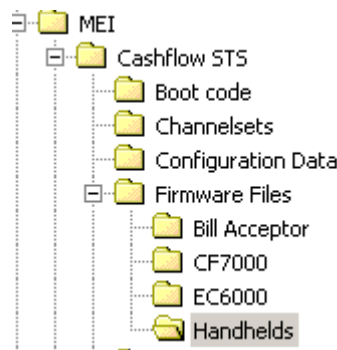 MEI
Cashflow STS
Boot code
Channelsets
Configuration Data
Firmware Files
Bill Acceptor
CF7000
EC6000
Handhelds